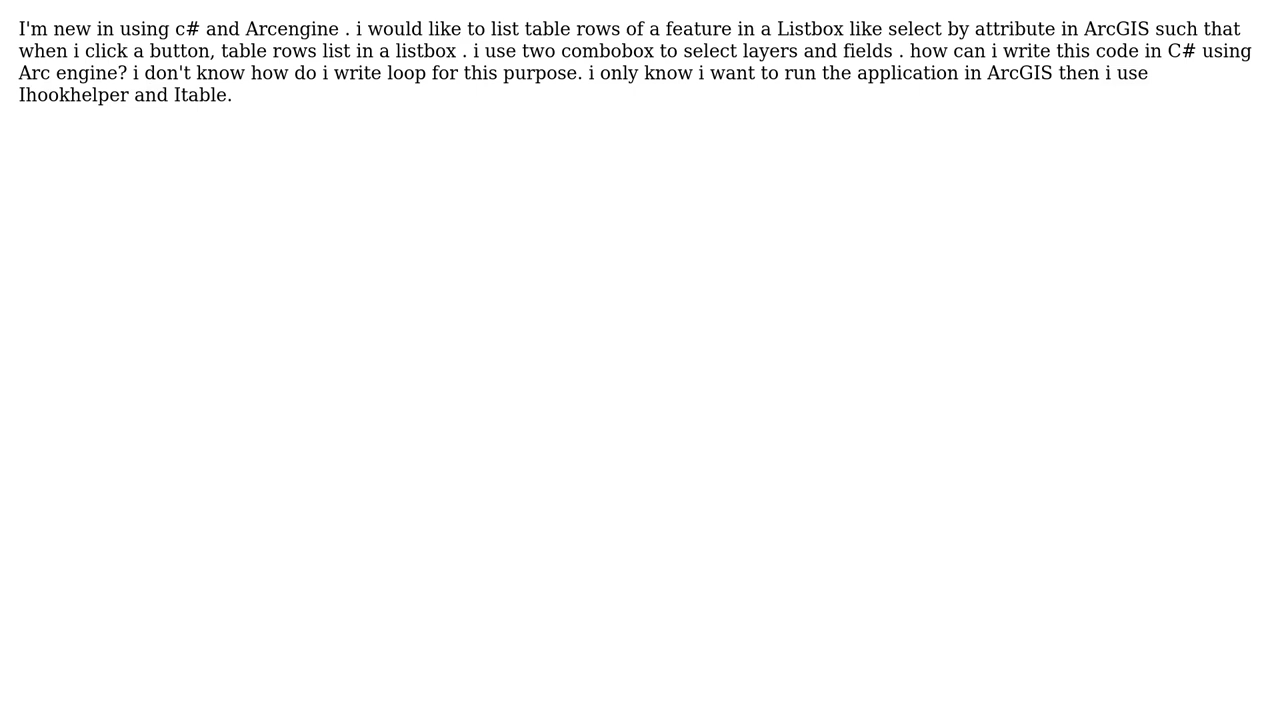 I'm new in using c# and Arcengine . i would like to list table rows of a feature in a Listbox like select by attribute in ArcGIS such that
when i click a button, table rows list in a listbox . i use two combobox to select layers and fields . how can i write this code in C# using
Arc engine? i don't know how do i write loop for this purpose. i only know i want to run the application in ArcGIS then i use
Ihookhelper and Itable.